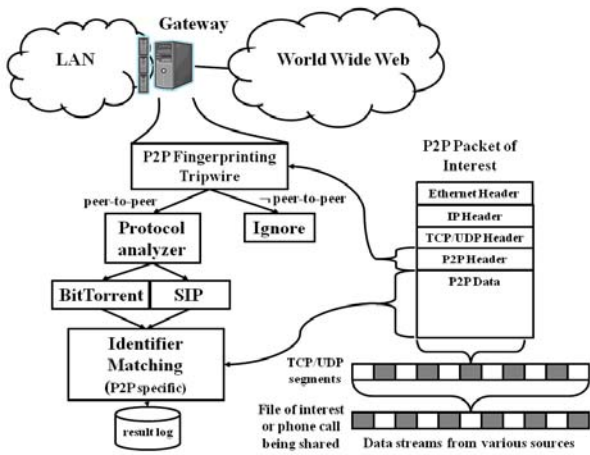 Gateway
LAN
World Wide Web
P2P Fingerprinting
Tripwire
peer-to-peer
¬ peer-to-peer
Protocol
analyzer
Ignore
BitTorrent
SIP
Identifier
Matching
(P2P specific)
result log
P2P Packet of
Interest
Ethernet Header
IP Header
TCP/UDP Header
P2P Header
P2P Data
TCP/UDP
segments
File of interest
or phone call
being shared
Data streams from various sources